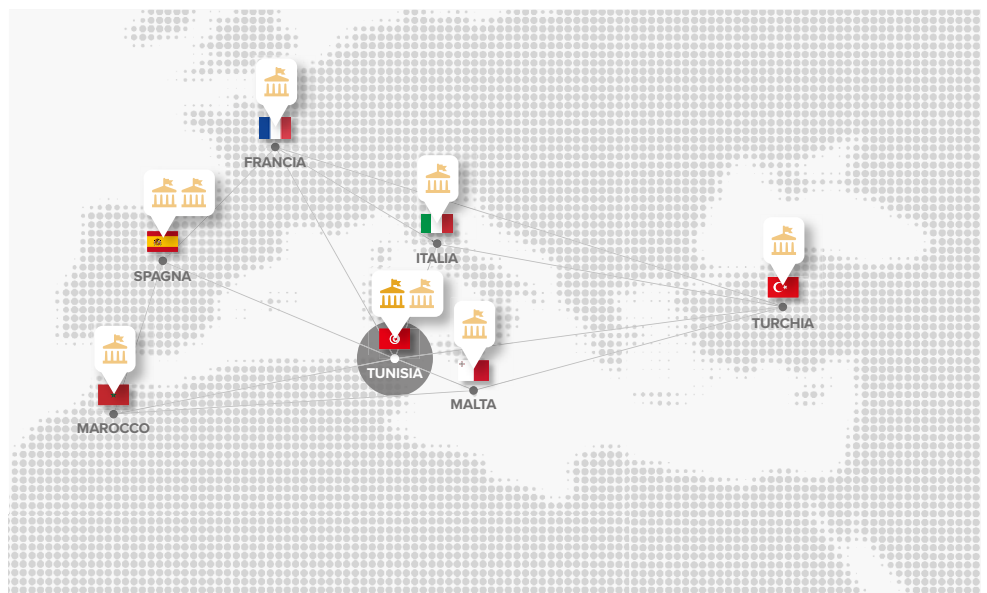 FRANCIA
ITALIA
SPAGNA
TURCHIA
TUNISIA
MALTA
MAROCCO